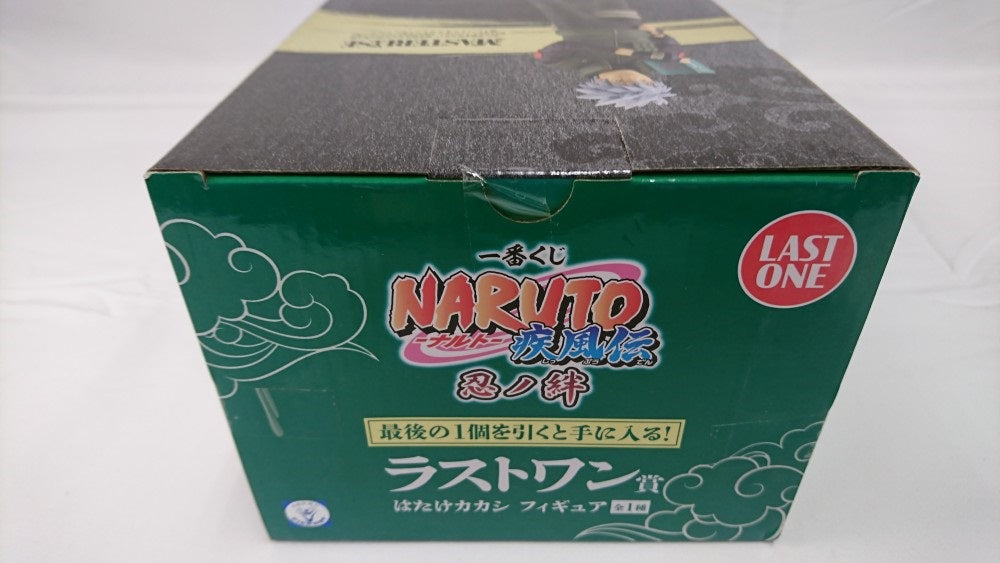 MASTERLISE
一番くじ
NARUTO
-ナルト-
疾風伝
忍ノ絆
LAST
ONE
最後の1個を引くと手に入る!
ラストワン賞
はたけカカシ フィギュア 全1種